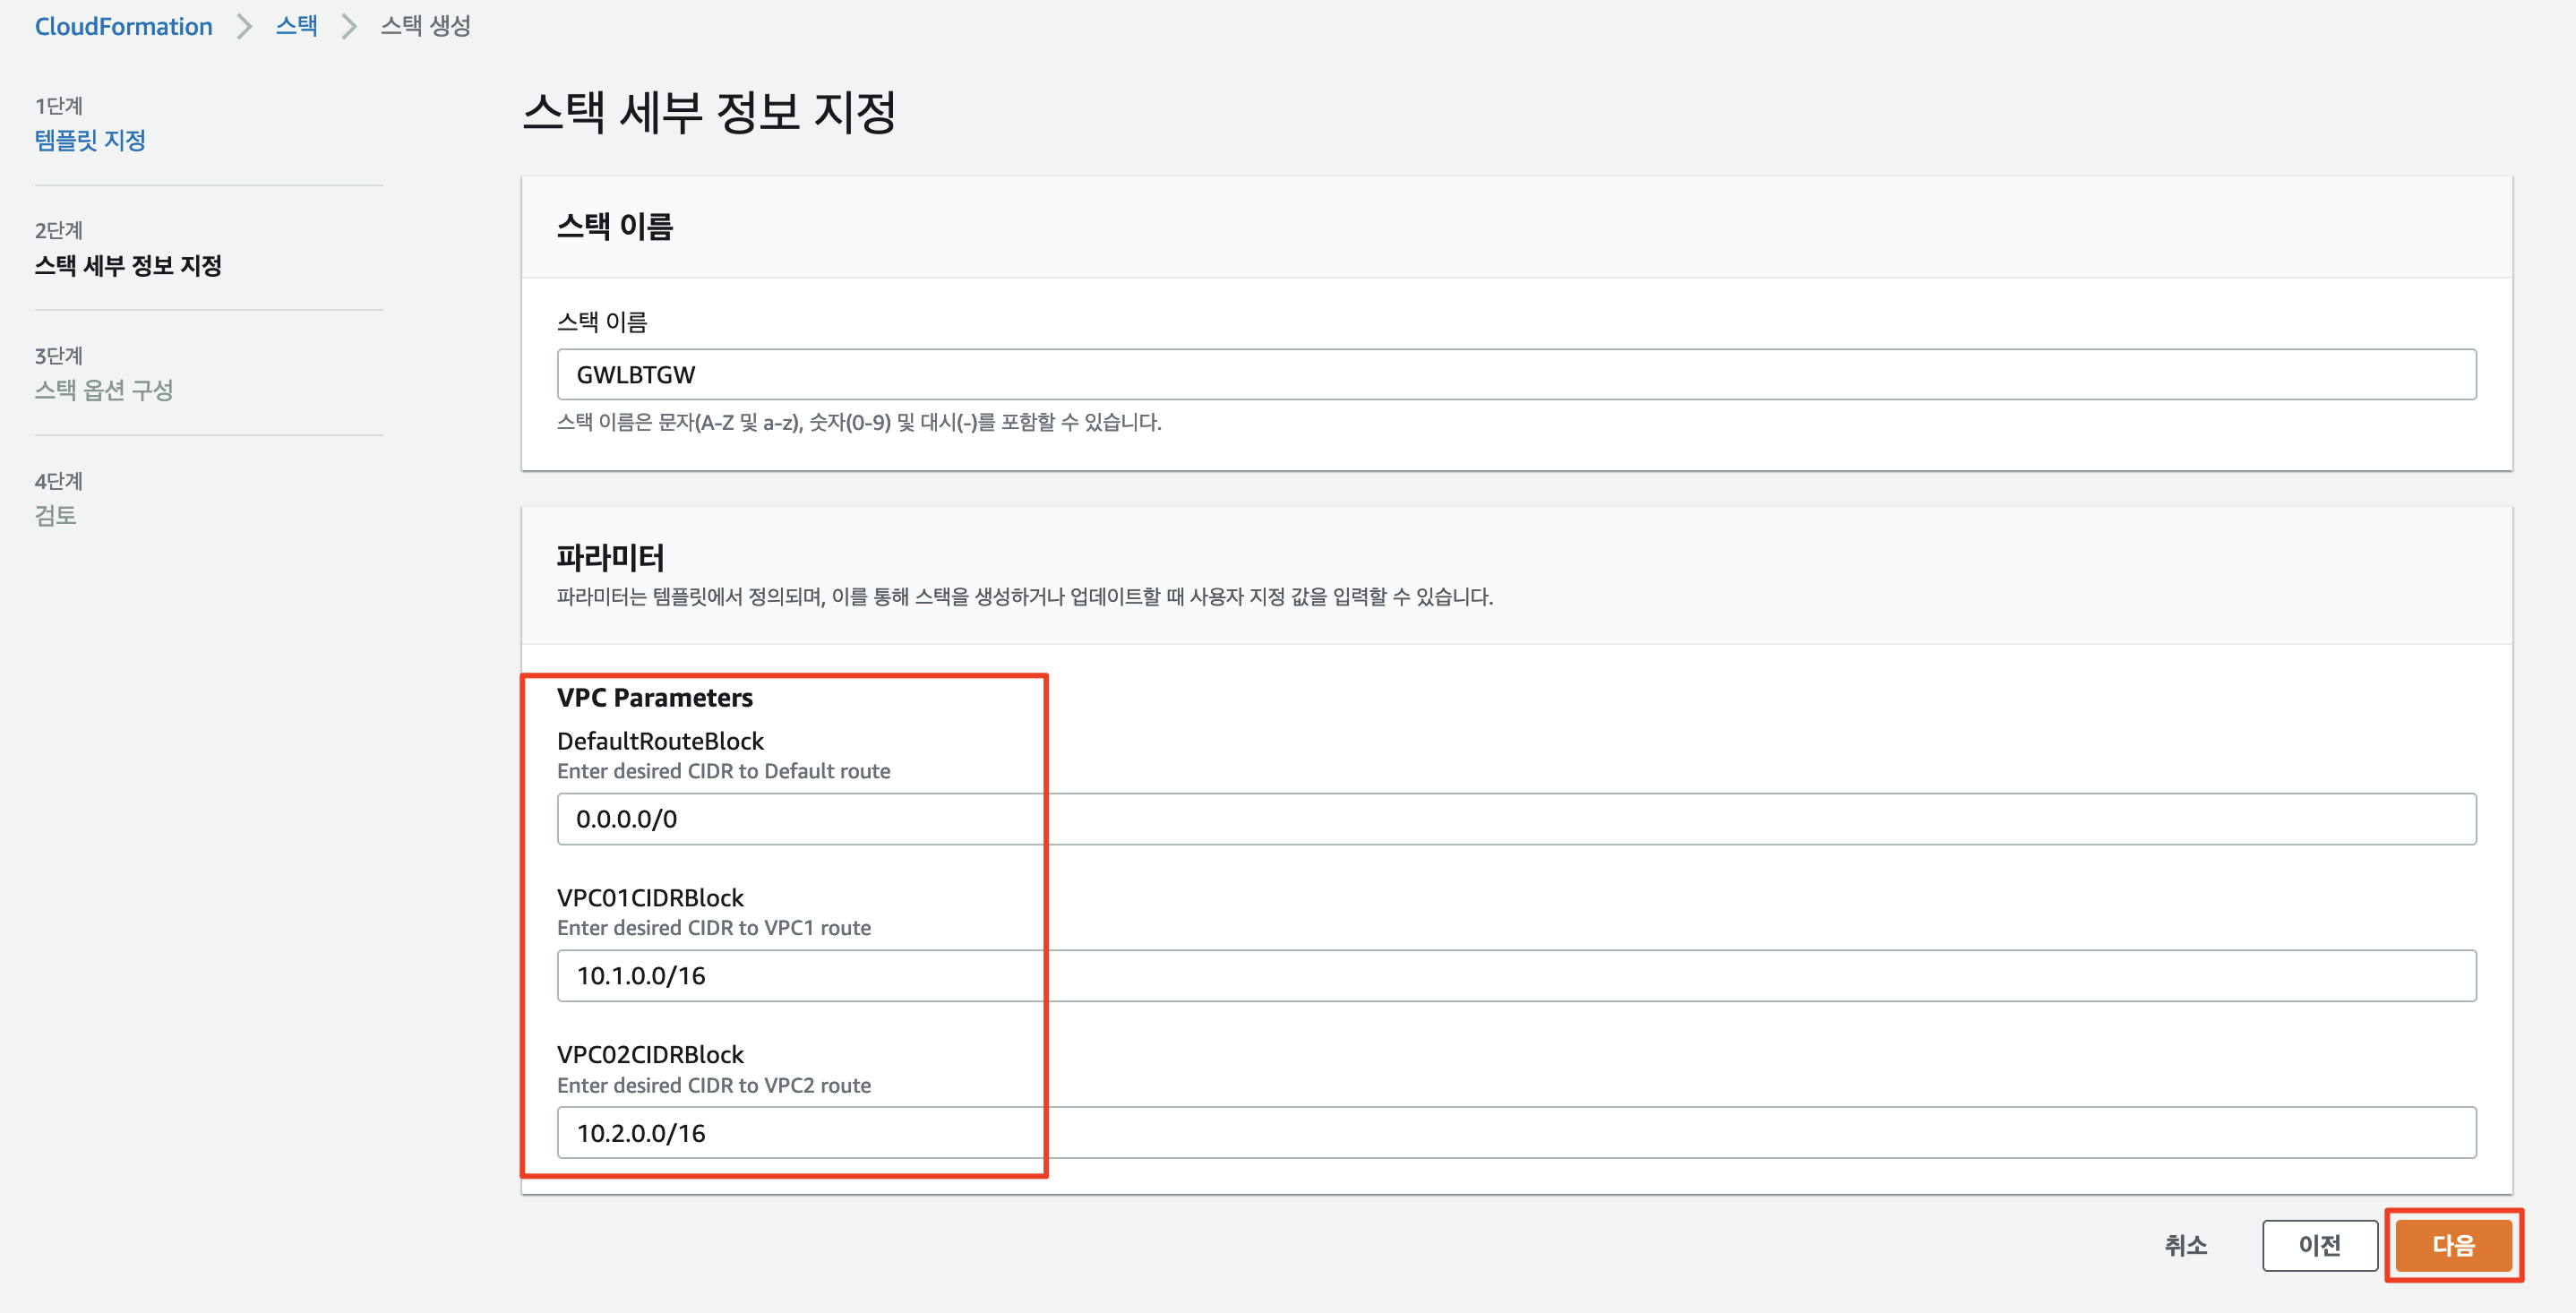 CloudFormation > 스택 > 스택 생성
1단계
템플릿 지정
2단계
스택 세부 정보 지정
3단계
스택 옵션 구성
4단계
검토
스택 세부 정보 지정
스택 이름
스택 이름
GWLBTGW
스택 이름은 문자(A-Z 및 a-z), 숫자(0-9) 및 대시(-)를 포함할 수 있습니다.
파라미터
파라미터는 템플릿에서 정의되며, 이를 통해 스택을 생성하거나 업데이트할 때 사용자 지정 값을 입력할 수 있습니다.
VPC Parameters
DefaultRouteBlock
Enter desired CIDR to Default route
0.0.0.0/0
VPC01CIDRBlock
Enter desired CIDR to VPC1 route
10.1.0.0/16
VPC02CIDRBlock
Enter desired CIDR to VPC2 route
10.2.0.0/16
취소 이전 다음